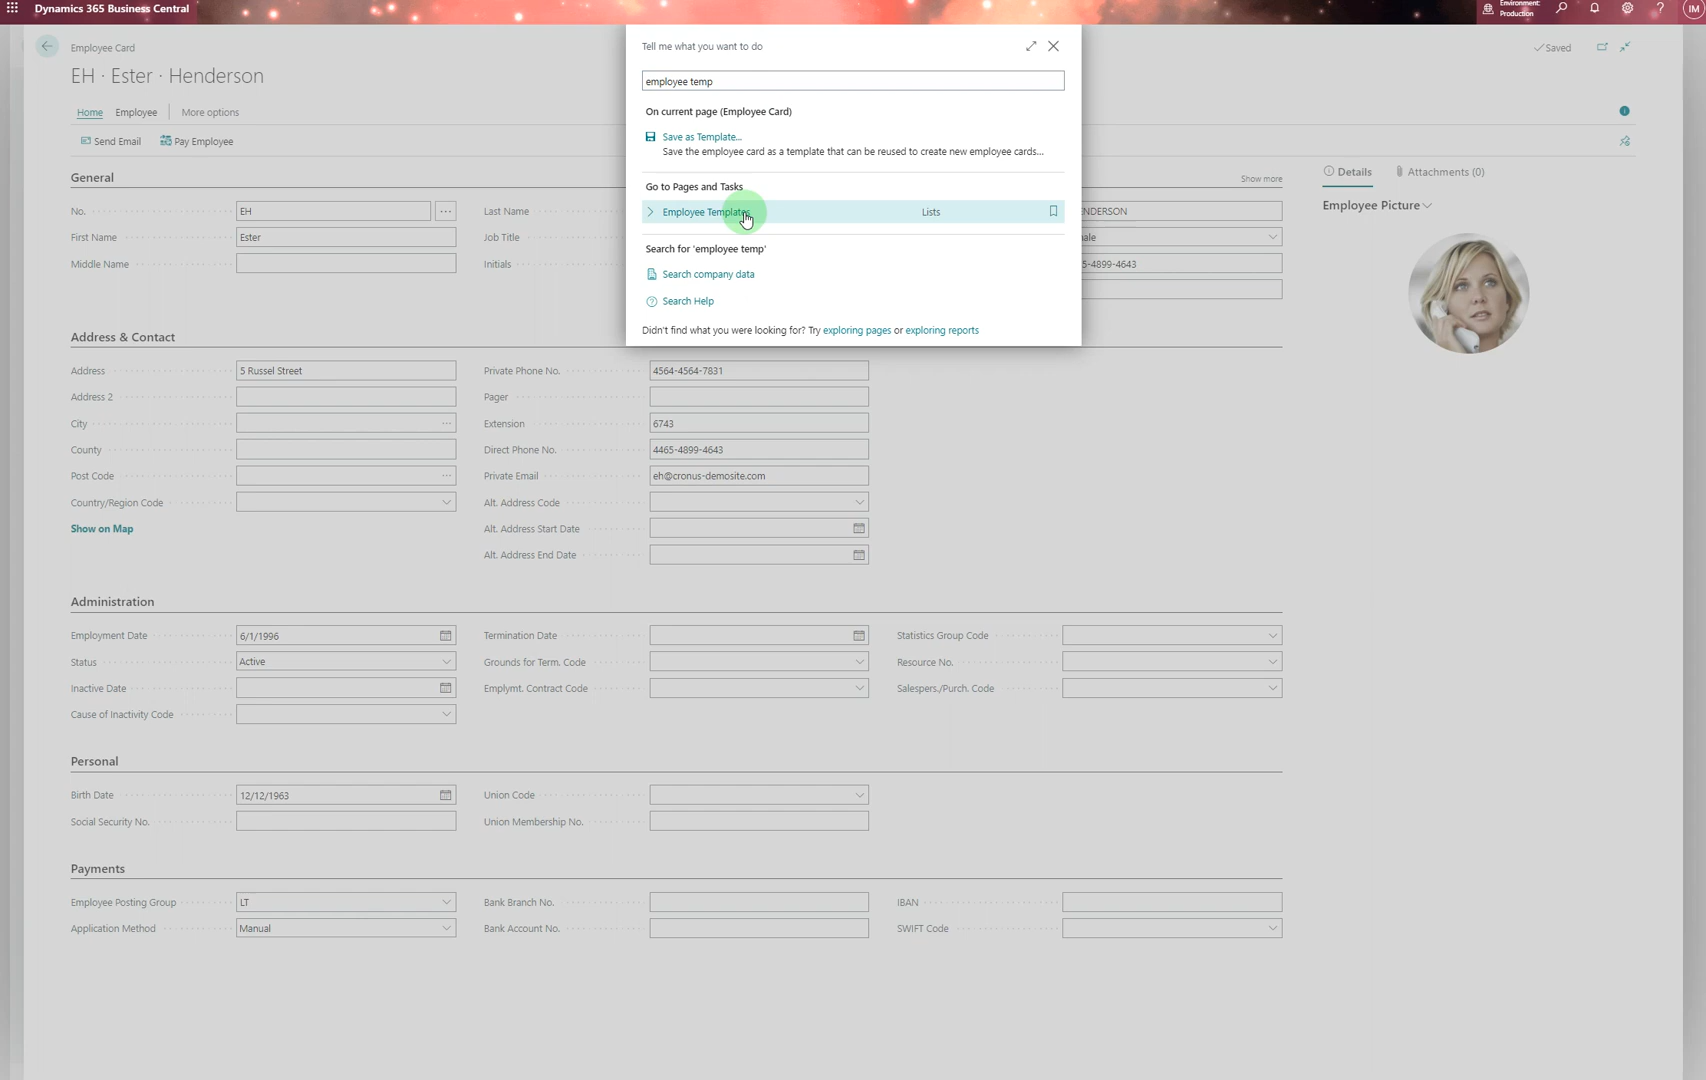 Dynamics 365 Business Central
Environment:
Production
IM
Employee Card
EH · Ester · Henderson
Saved
Home Employee More options
Send Email Pay Employee
Tell me what you want to do
employee temp
On current page (Employee Card)
Save as Template...
Save the employee card as a template that can be reused to create new employee cards...
Go to Pages and Tasks
Employee Templates Lists
Search for 'employee temp'
Search company data
Search Help
Didn't find what you were looking for? Try exploring pages or exploring reports
General Show more
No. EH Last Name ENDERSON
First Name Ester Job Title
Middle Name Initials 5-4899-4643
Details Attachments (0)
Employee Picture
Address & Contact
Address 5 Russel Street Private Phone No. 4564-4564-7831
Address 2 Pager
City Extension 6743
County Direct Phone No. 4465-4899-4643
Post Code Private Email eh@cronus-demosite.com
Country/Region Code Alt. Address Code
Show on Map Alt. Address Start Date
Alt. Address End Date
Administration
Employment Date 6/1/1996 Termination Date Statistics Group Code
Status Active Grounds for Term. Code Resource No.
Inactive Date Emplymt. Contract Code Salespers./Purch. Code
Cause of Inactivity Code
Personal
Birth Date 12/12/1963 Union Code
Social Security No. Union Membership No.
Payments
Employee Posting Group LT Bank Branch No. IBAN
Application Method Manual Bank Account No. SWIFT Code